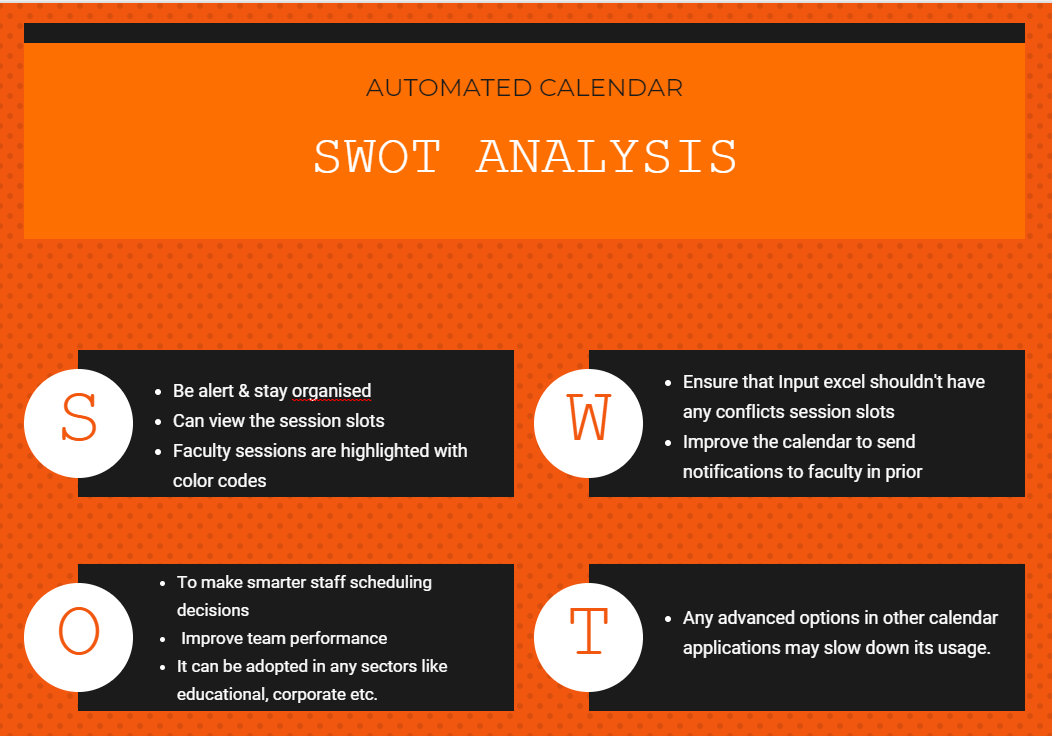 AUTOMATED CALENDAR
SWOT ANALYSIS
S
• Be alert & stay organised
• Can view the session slots
• Faculty sessions are highlighted with
color codes
W
• Ensure that Input excel shouldn't have
any conflicts session slots
• Improve the calendar to send
notifications to faculty in prior
O
• To make smarter staff scheduling
decisions
• Improve team performance
• It can be adopted in any sectors like
educational, corporate etc.
T
• Any advanced options in other calendar
applications may slow down its usage.